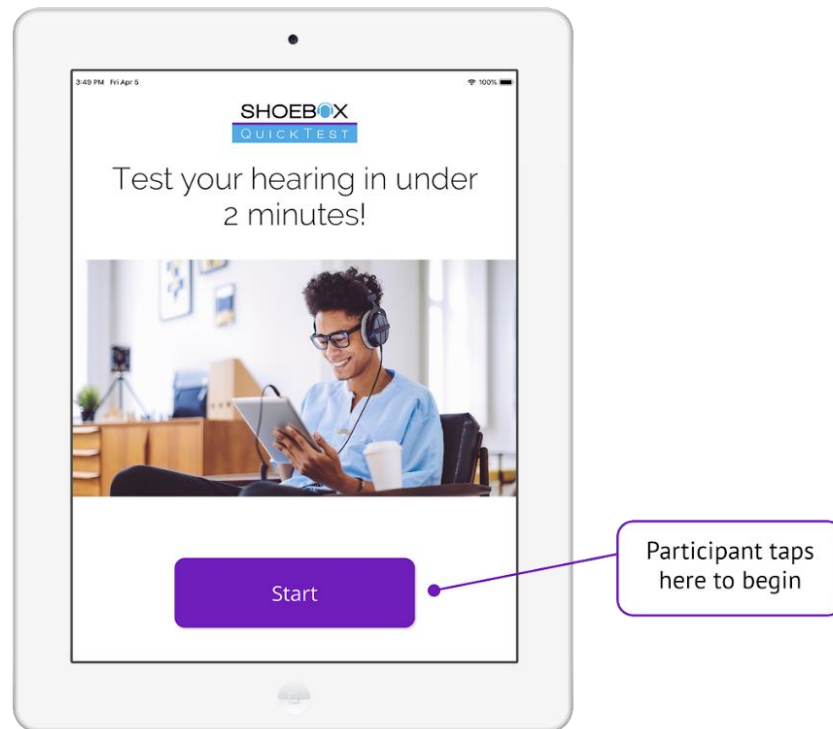 3:49 PM Fri Apr 5
100%
SHOEBOX
QUICKTEST
Test your hearing in under
2 minutes!
Start
Participant taps
here to begin